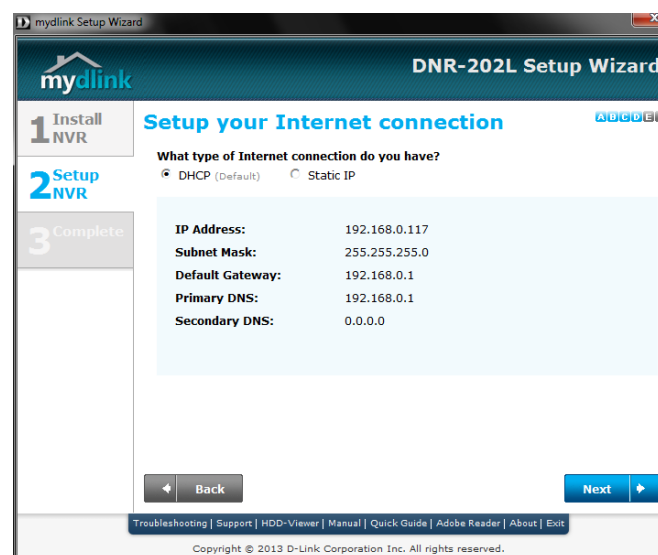 mydlink Setup Wizard
x
mydlink
DNR-202L Setup Wizard
1 Install NVR
2 Setup NVR
3 Complete
Setup your Internet connection
A B C D E
What type of Internet connection do you have?
DHCP (Default) Static IP
IP Address: 192.168.0.117
Subnet Mask: 255.255.255.0
Default Gateway: 192.168.0.1
Primary DNS: 192.168.0.1
Secondary DNS: 0.0.0.0
Back
Next
Troubleshooting | Support | HDD-Viewer | Manual | Quick Guide | Adobe Reader | About | Exit
Copyright © 2013 D-Link Corporation Inc. All rights reserved.